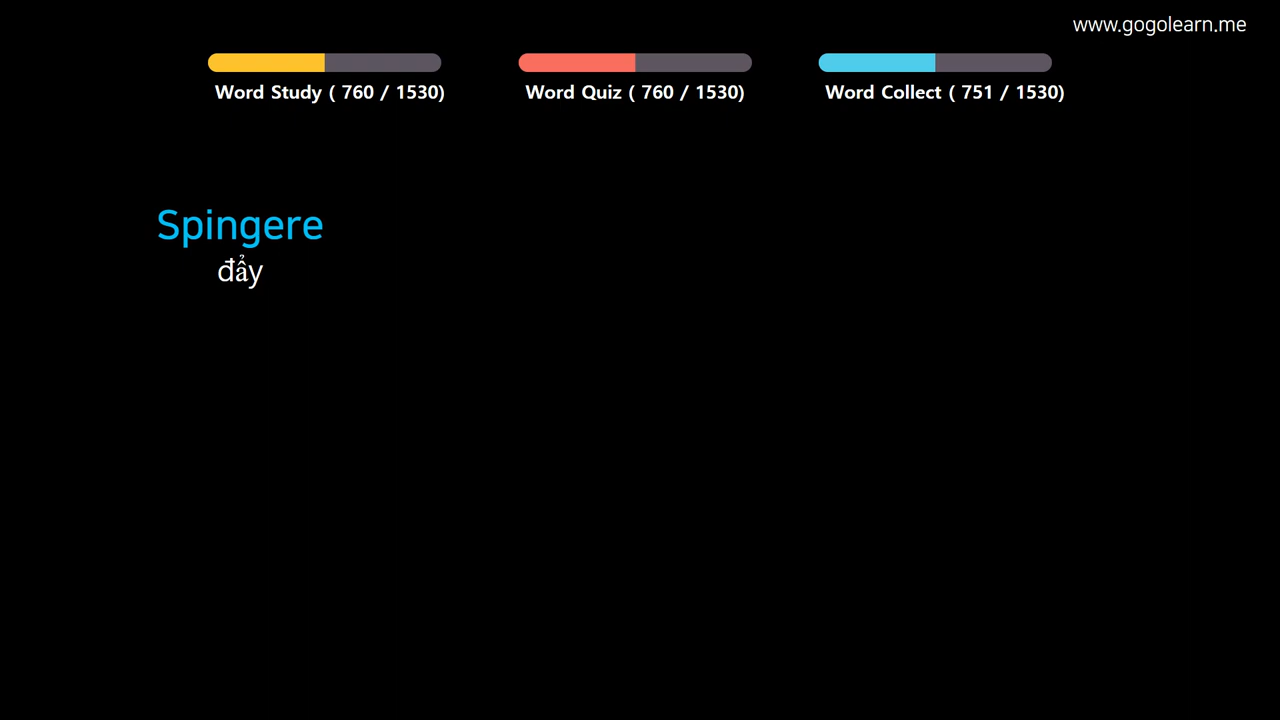 www.gogolearn.me
Word Study ( 760 / 1530)
Word Quiz ( 760 / 1530)
Word Collect ( 751 / 1530)
Spingere
đẩy